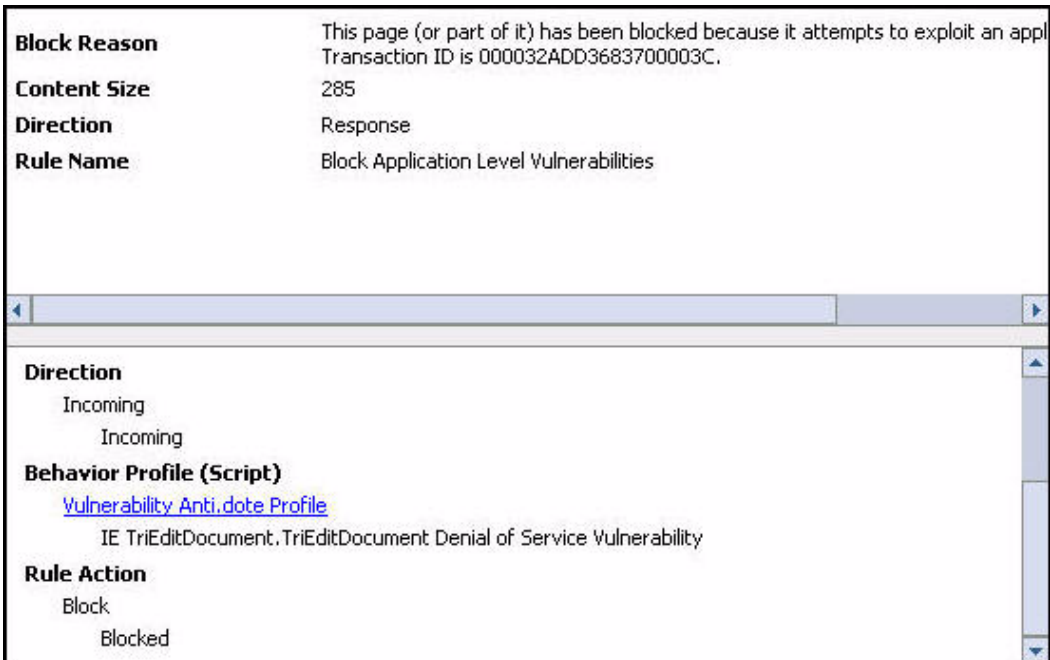 Block Reason This page (or part of it) has been blocked because it attempts to exploit an appl
Transaction ID is 000032ADD3683700003C.
Content Size 285
Direction Response
Rule Name Block Application Level Vulnerabilities
Direction
Incoming
Incoming
Behavior Profile (Script)
Vulnerability Anti.dote Profile
IE TriEditDocument.TriEditDocument Denial of Service Vulnerability
Rule Action
Block
Blocked